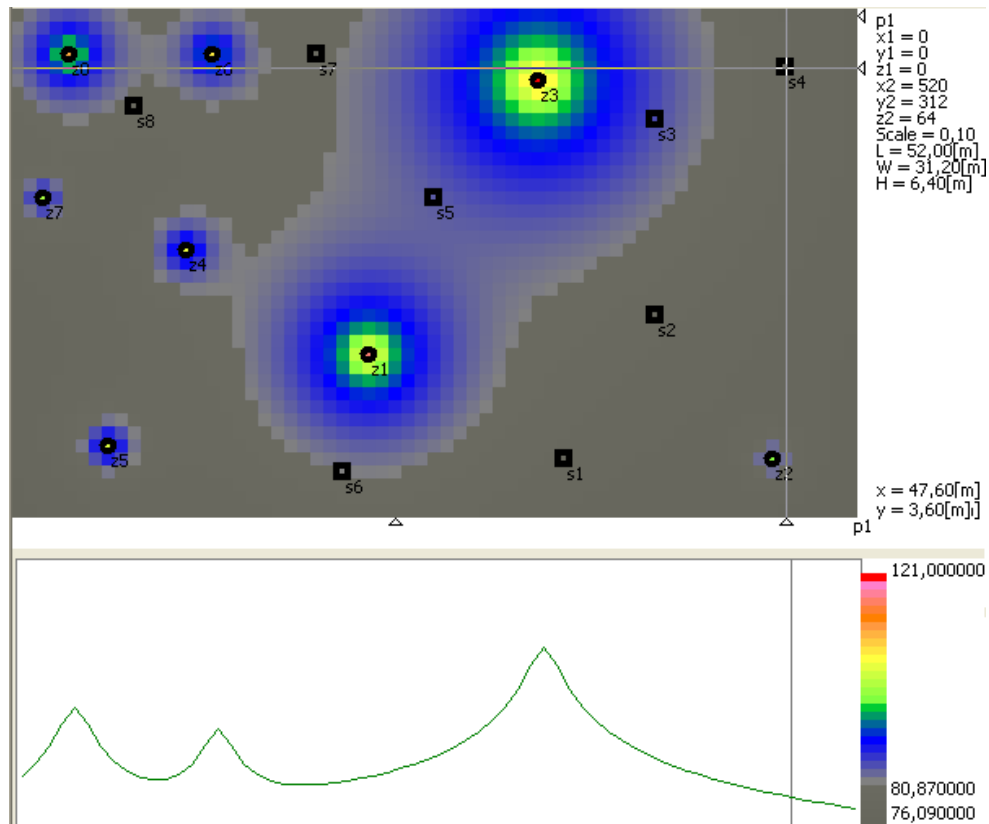 p1
x1 = 0
y1 = 0
z1 = 0
x2 = 520
y2 = 312
z2 = 64
Scale = 0,10
L = 52,00[m]
W = 31,20[m]
H = 6,40[m]
z0
z6
s7
z3
s4
s8
s3
z7
s5
z4
s2
z1
z5
s6
s1
z2
x = 47,60[m]
y = 3,60[m]i]
p1
121,000000
80,870000
76,090000